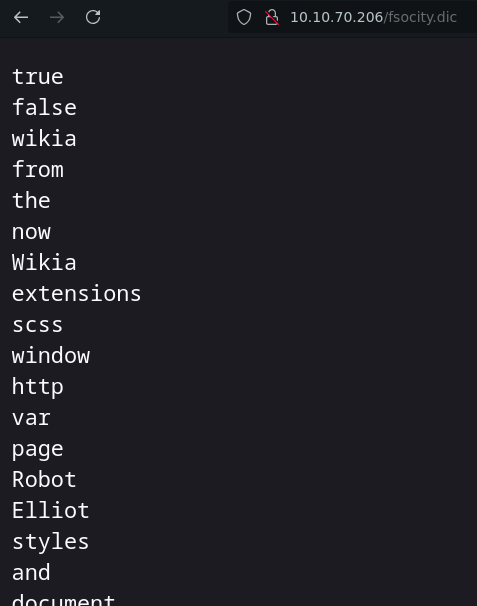 10.10.70.206/fsocity.dic
true
false
wikia
from
the
now
Wikia
extensions
scss
window
http
var
page
Robot
Elliot
styles
and
document